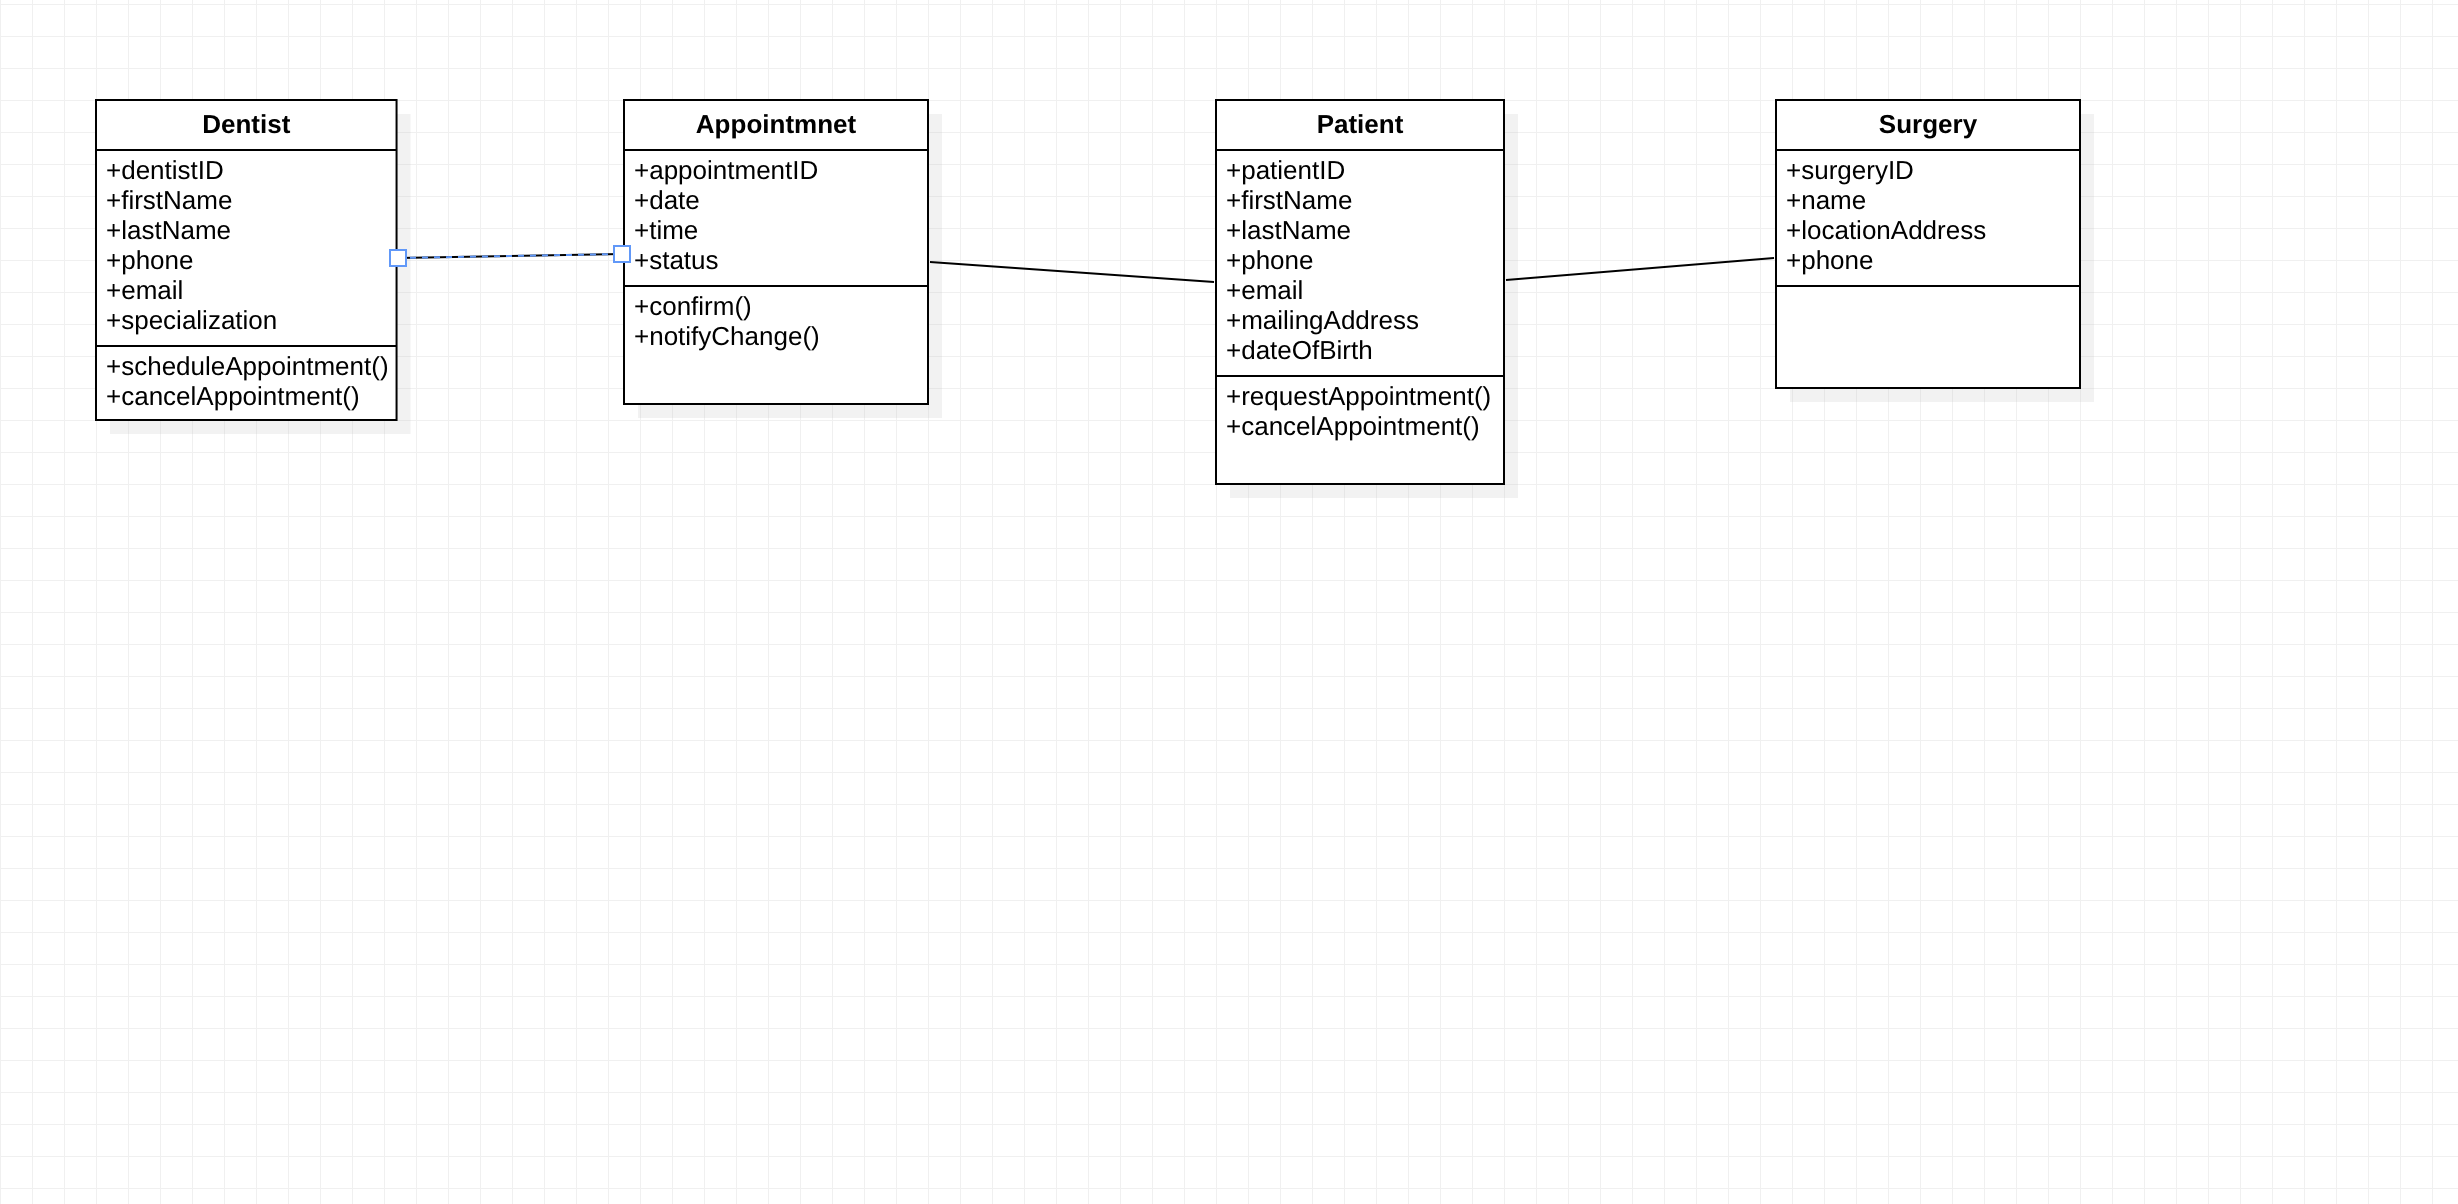 Dentist
+dentistID
+firstName
+lastName
+phone
+email
+specialization
+scheduleAppointment()
+cancelAppointment()
Appointmnet
+appointmentID
+date
+time
+status
+confirm()
+notifyChange()
Patient
+patientID
+firstName
+lastName
+phone
+email
+mailingAddress
+dateOfBirth
+requestAppointment()
+cancelAppointment()
Surgery
+surgeryID
+name
+locationAddress
+phone